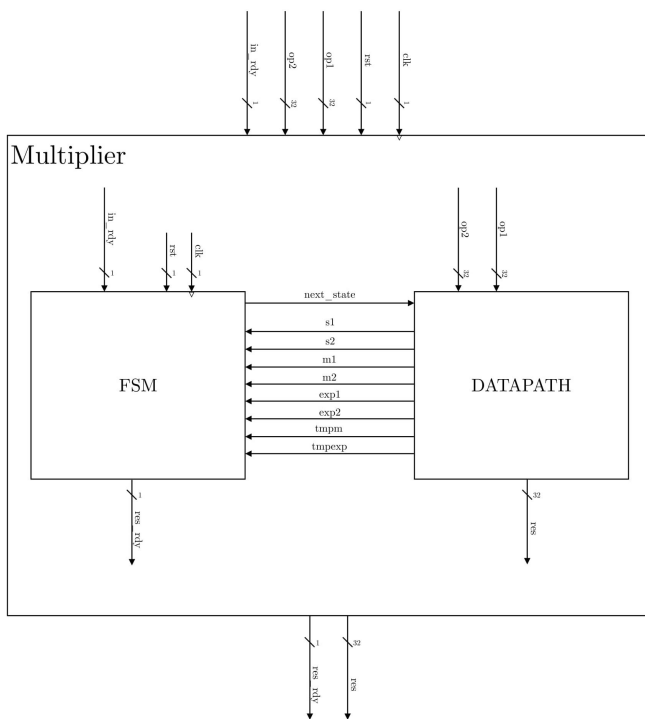 in_rdy
op2
op1
rst
clk
1
32
32
1
1
Multiplier
in_rdy
rst
clk
op2
op1
1
1
1
32
32
next_state
s1
s2
m1
m2
exp1
exp2
tmpm
tmpexp
FSM
DATAPATH
1
res_rdy
32
res
1
res_rdy
32
res